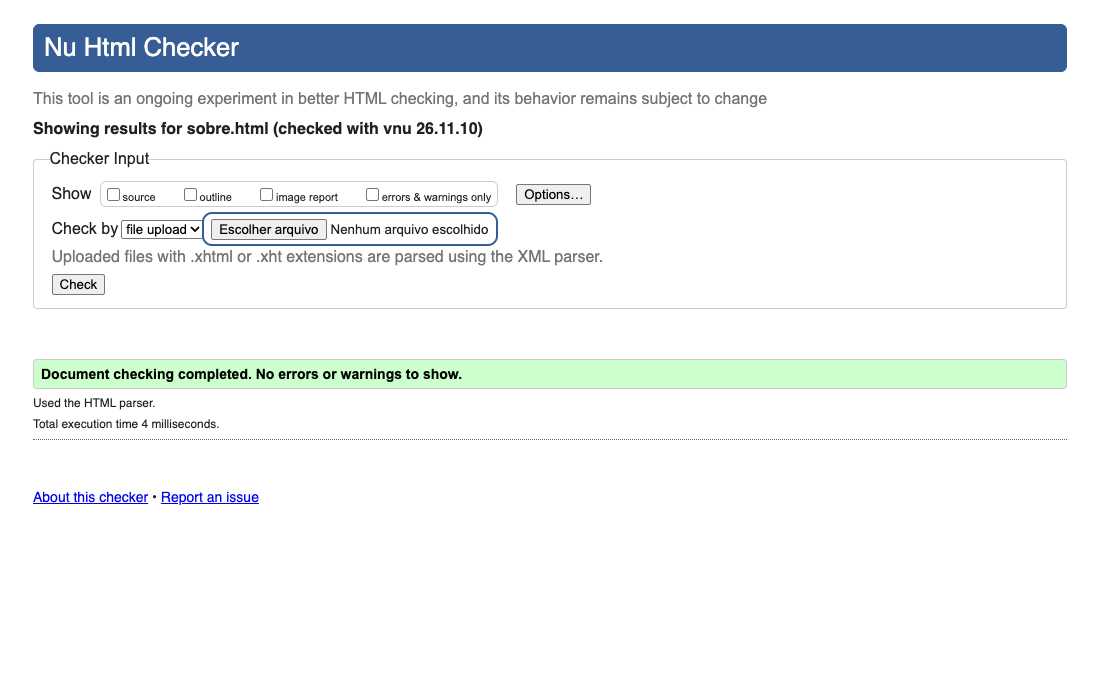 Nu Html Checker
This tool is an ongoing experiment in better HTML checking, and its behavior remains subject to change
Showing results for sobre.html (checked with vnu 26.11.10)
Checker Input
Show source outline image report errors & warnings only Options…
Check by file upload Escolher arquivo Nenhum arquivo escolhido
Uploaded files with .xhtml or .xht extensions are parsed using the XML parser.
Check
Document checking completed. No errors or warnings to show.
Used the HTML parser.
Total execution time 4 milliseconds.
About this checker • Report an issue